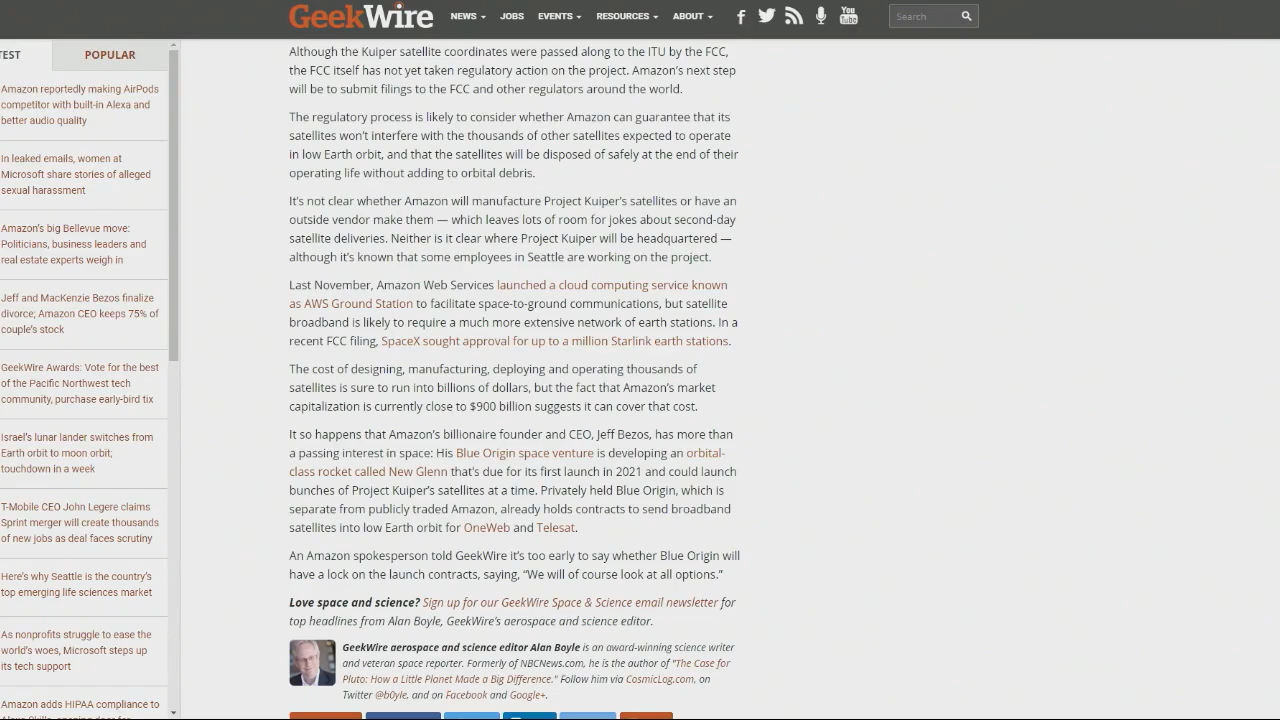 GeekWire
NEWS
JOBS
EVENTS
RESOURCES
ABOUT
You
Tube
Search
POPULAR
Amazon reportedly making AirPods
competitor with built-in Alexa and
better audio quality
In leaked emails, women at
Microsoft share stories of alleged
sexual harassment
Amazon's big Bellevue move:
Politicians, business leaders and
real estate experts weigh in
Jeff and MacKenzie Bezos finalize
divorce; Amazon CEO keeps 75% of
couple's stock
GeekWire Awards: Vote for the best
of the Pacific Northwest tech
community, purchase early-bird tix
Israel's lunar lander switches from
Earth orbit to moon orbit;
touchdown in a week
T-Mobile CEO John Legere claims
Sprint merger will create thousands
of new jobs as deal faces scrutiny
Here's why Seattle is the country's
top emerging life sciences market
As nonprofits struggle to ease the
world's woes, Microsoft steps up
its tech support
Amazon adds HIPAA compliance to
Although the Kuiper satellite coordinates were passed along to the ITU by the FCC,
the FCC itself has not yet taken regulatory action on the project. Amazon's next step
will be to submit filings to the FCC and other regulators around the world.
The regulatory process is likely to consider whether Amazon can guarantee that its
satellites won't interfere with the thousands of other satellites expected to operate
in low Earth orbit, and that the satellites will be disposed of safely at the end of their
operating life without adding to orbital debris.
It's not clear whether Amazon will manufacture Project Kuiper's satellites or have an
outside vendor make them — which leaves lots of room for jokes about second-day
satellite deliveries. Neither is it clear where Project Kuiper will be headquartered —
although it's known that some employees in Seattle are working on the project.
Last November, Amazon Web Services launched a cloud computing service known
as AWS Ground Station to facilitate space-to-ground communications, but satellite
broadband is likely to require a much more extensive network of earth stations. In a
recent FCC filing, SpaceX sought approval for up to a million Starlink earth stations.
The cost of designing, manufacturing, deploying and operating thousands of
satellites is sure to run into billions of dollars, but the fact that Amazon's market
capitalization is currently close to $900 billion suggests it can cover that cost.
It so happens that Amazon's billionaire founder and CEO, Jeff Bezos, has more than
a passing interest in space: His Blue Origin space venture is developing an orbital-
class rocket called New Glenn that's due for its first launch in 2021 and could launch
bunches of Project Kuiper's satellites at a time. Privately held Blue Origin, which is
separate from publicly traded Amazon, already holds contracts to send broadband
satellites into low Earth orbit for OneWeb and Telesat.
An Amazon spokesperson told GeekWire it's too early to say whether Blue Origin will
have a lock on the launch contracts, saying, “We will of course look at all options.”
Love space and science? Sign up for our GeekWire Space & Science email newsletter for
top headlines from Alan Boyle, GeekWire's aerospace and science editor.
GeekWire aerospace and science editor Alan Boyle is an award-winning science writer
and veteran space reporter. Formerly of NBCNews.com, he is the author of "The Case for
Pluto: How a Little Planet Made a Big Difference." Follow him via CosmicLog.com, on
Twitter @b0yle, and on Facebook and Google+.